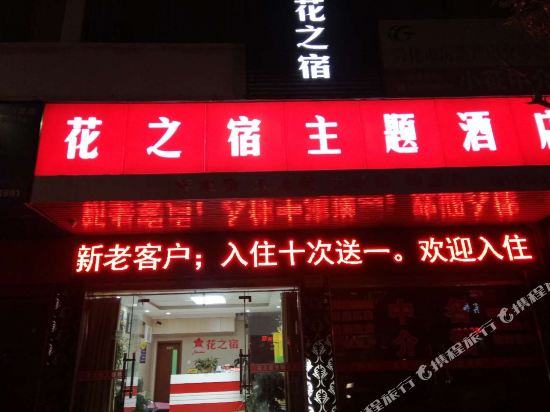 花之宿
花之宿主题酒店
新老客户；入住十次送一。欢迎入住
花之宿
携程旅行